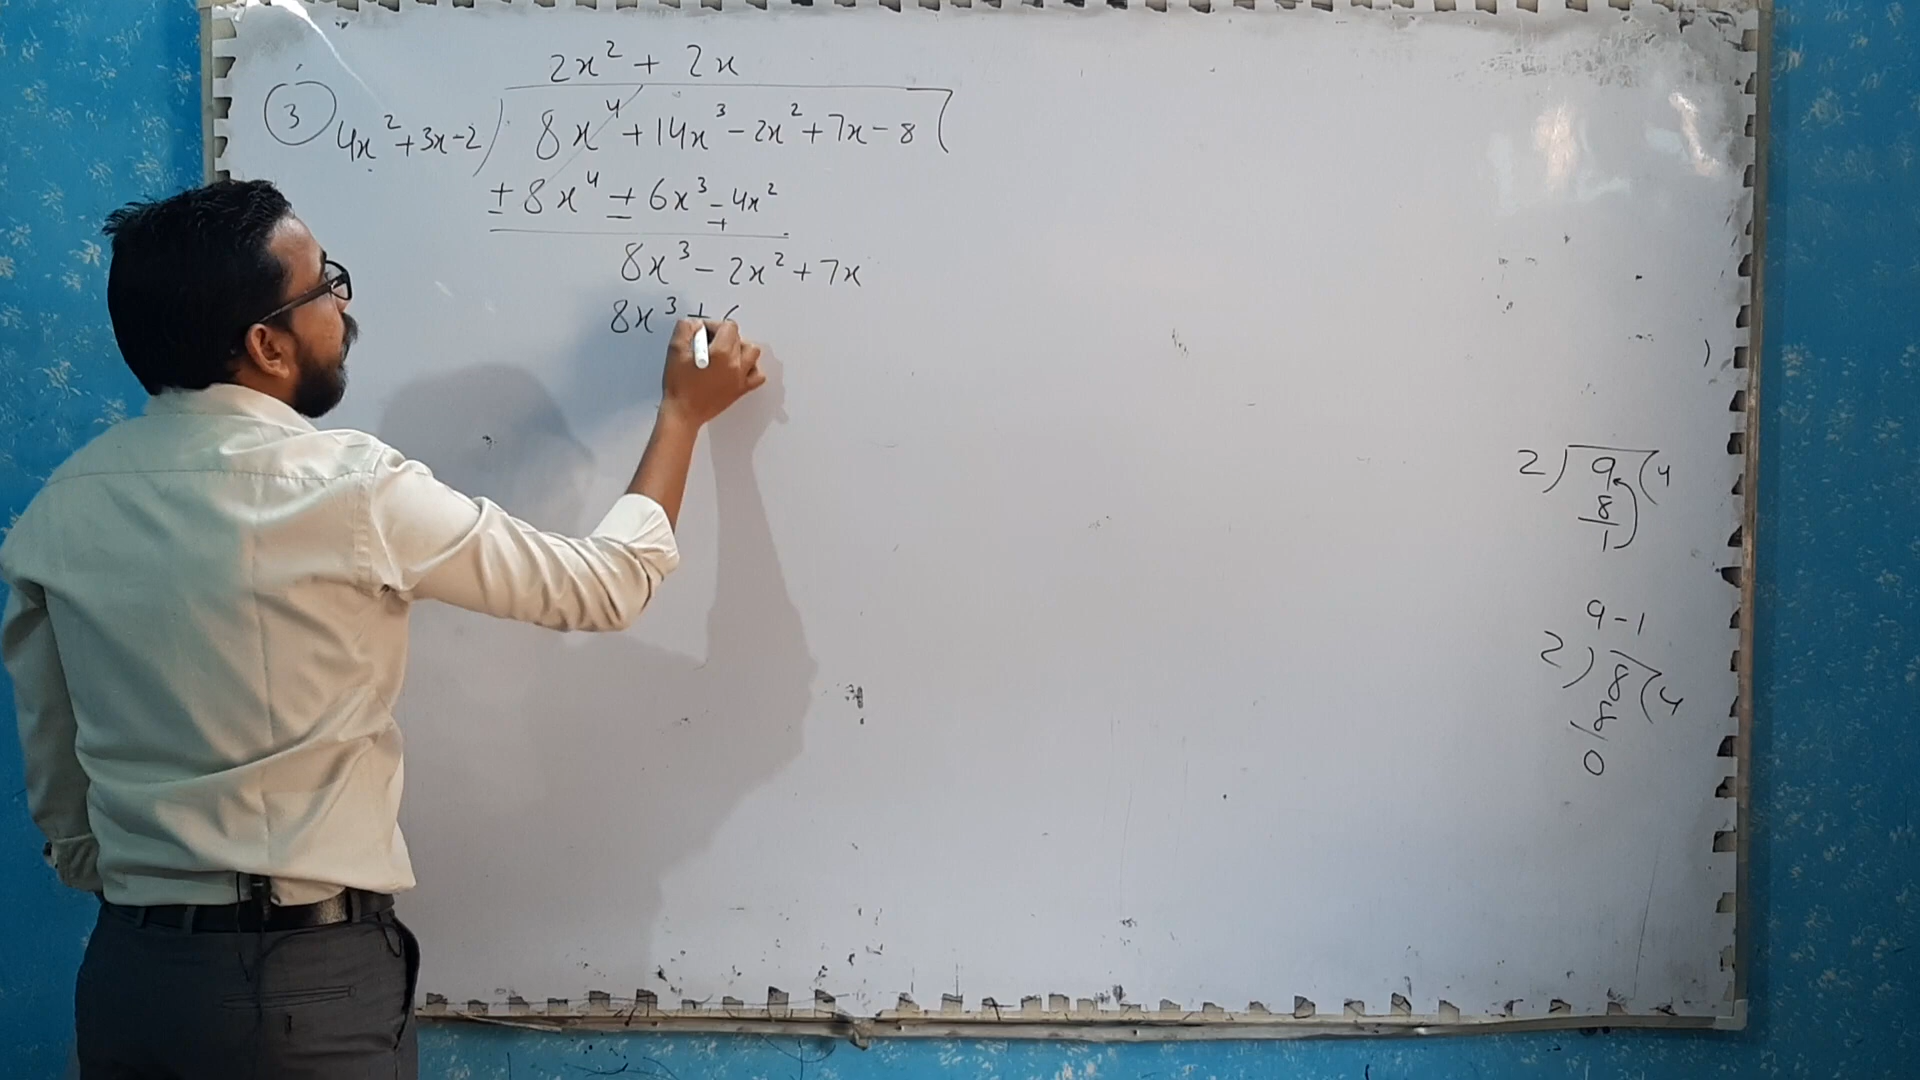 2x² + 2x
③ 4x²+3x-2) 8x⁴+14x³-2x²+7x-8(
± 8x⁴ ± 6x³ - 4x²
+
8x³ - 2x² + 7x
8x³ + 6
2) 9 (4
8
1
9-1
2) 8 (4
8
0